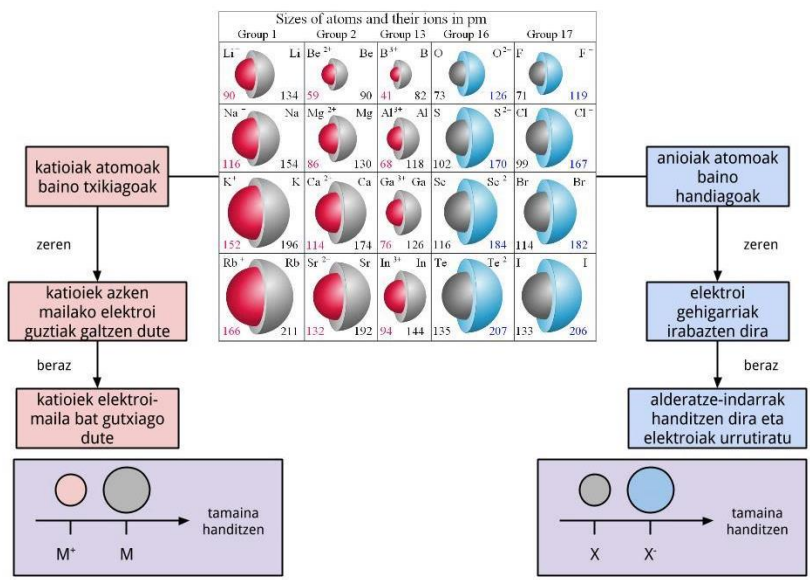 Sizes of atoms and their ions in pm
Group 1 Group 2 Group 13 Group 16 Group 17
Li⁺ Li Be²⁺ Be B³⁺ B O O²⁻ F F⁻
90 134 59 90 41 82 73 126 71 119
Na⁺ Na Mg²⁺ Mg Al³⁺ Al S S²⁻ Cl Cl⁻
116 154 86 130 68 118 102 170 99 167
K⁺ K Ca²⁻ Ca Ga³⁺ Ga Se Se² Br Br
152 196 114 174 76 126 116 184 114 182
Rb⁺ Rb Sr²⁻ Sr In³⁺ In Te Te² I I
166 211 132 192 94 144 135 207 133 206
katioiak atomoak
baino txikiagoak
zeren
katioiek azken
mailako elektroi
guztiak galtzen dute
beraz
katioiek elektroi-
maila bat gutxiago
dute
tamaina
handitzen
M⁺ M
anioiak atomoak
baino
handiagoak
zeren
elektroi
gehigarriak
irabazten dira
beraz
alderatze-indarrak
handitzen dira eta
elektroiak urrutiratu
tamaina
handitzen
X X⁻